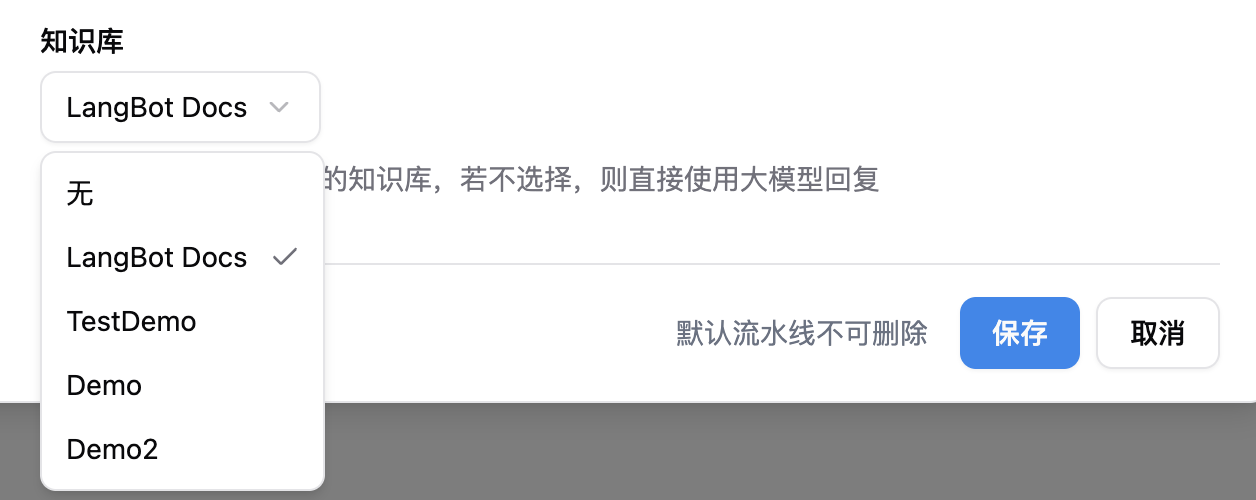 知识库
LangBot Docs
的知识库，若不选择，则直接使用大模型回复
无
LangBot Docs
TestDemo
Demo
Demo2
默认流水线不可删除
保存
取消